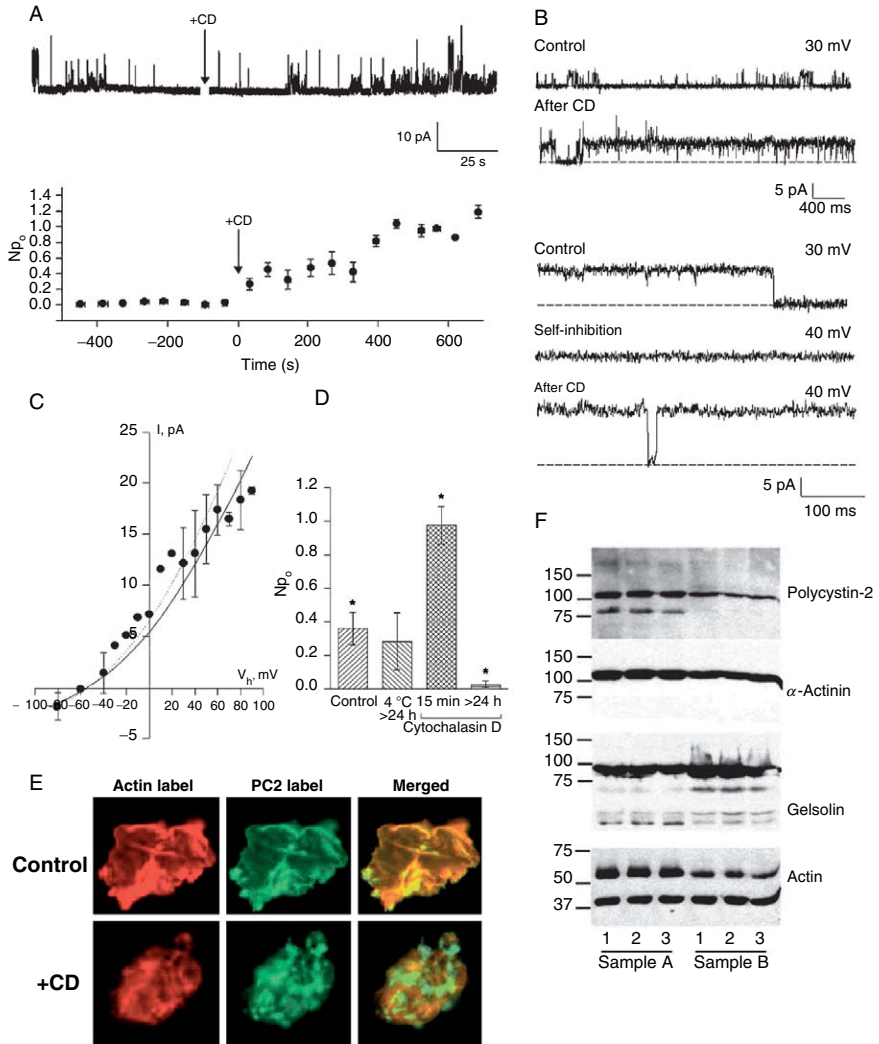 A
+CD
10 pA
25 s
1.4
1.2
1.0
0.8
0.6
0.4
0.2
0.0
Npo
+CD
−400 −200 0 200 400 600
Time (s)
B
Control 30 mV
After CD
5 pA
400 ms
Control 30 mV
Self-inhibition 40 mV
After CD 40 mV
5 pA
100 ms
C
I, pA
25
20
15
10
5
−5
Vh, mV
− 100 −80 −60 −40 −20 20 40 60 80 100
D
1.2
1.0
0.8
0.6
0.4
0.2
0.0
Npo
* * *
Control 4 °C >24 h 15 min >24 h
Cytochalasin D
E
Actin label PC2 label Merged
Control
+CD
F
150
100
75
Polycystin-2
150
100
75
α-Actinin
150
100
75
Gelsolin
75
50
37
Actin
1 2 3 1 2 3
Sample A Sample B